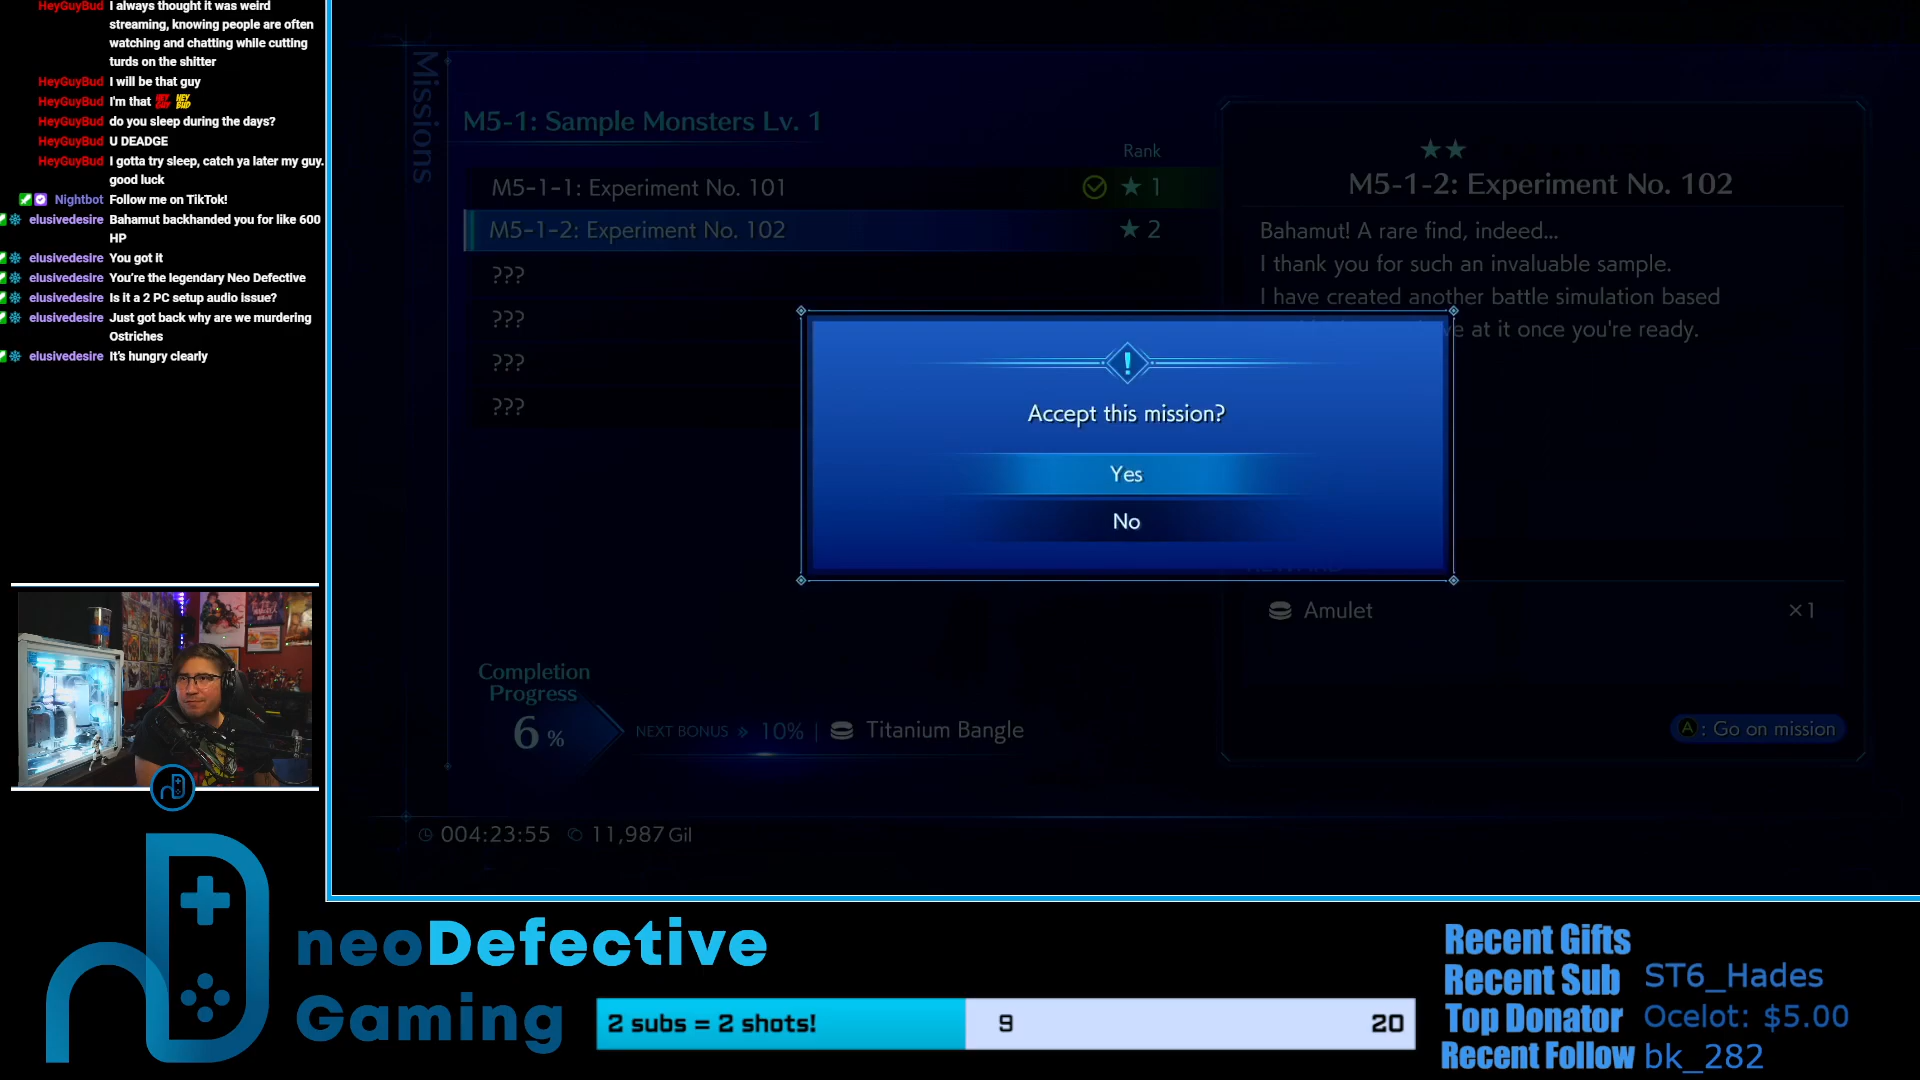 HeyGuyBud I always thought it was weird
streaming, knowing people are often
watching and chatting while cutting
turds on the shitter
HeyGuyBud I will be that guy
HeyGuyBud I'm that HEY GUY HEY BUD
HeyGuyBud do you sleep during the days?
HeyGuyBud U DEADGE
HeyGuyBud I gotta try sleep, catch ya later my guy.
good luck
Nightbot Follow me on TikTok!
elusivedesire Bahamut backhanded you for like 600
HP
elusivedesire You got it
elusivedesire You're the legendary Neo Defective
elusivedesire Is it a 2 PC setup audio issue?
elusivedesire Just got back why are we murdering
Ostriches
elusivedesire It's hungry clearly
Missions
M5-1: Sample Monsters Lv. 1
Rank
M5-1-1: Experiment No. 101 ★ 1
M5-1-2: Experiment No. 102 ★ 2
???
???
???
???
★★
M5-1-2: Experiment No. 102
Bahamut! A rare find, indeed...
I thank you for such an invaluable sample.
I have created another battle simulation based
at it once you're ready.
!
Accept this mission?
Yes
No
Amulet ×1
Completion
Progress
6 %
NEXT BONUS 10% | Titanium Bangle
A : Go on mission
004:23:55 11,987 Gil
neoDefective
Gaming
2 subs = 2 shots! 9 20
Recent Gifts
Recent Sub ST6_Hades
Top Donator Ocelot: $5.00
Recent Follow bk_282